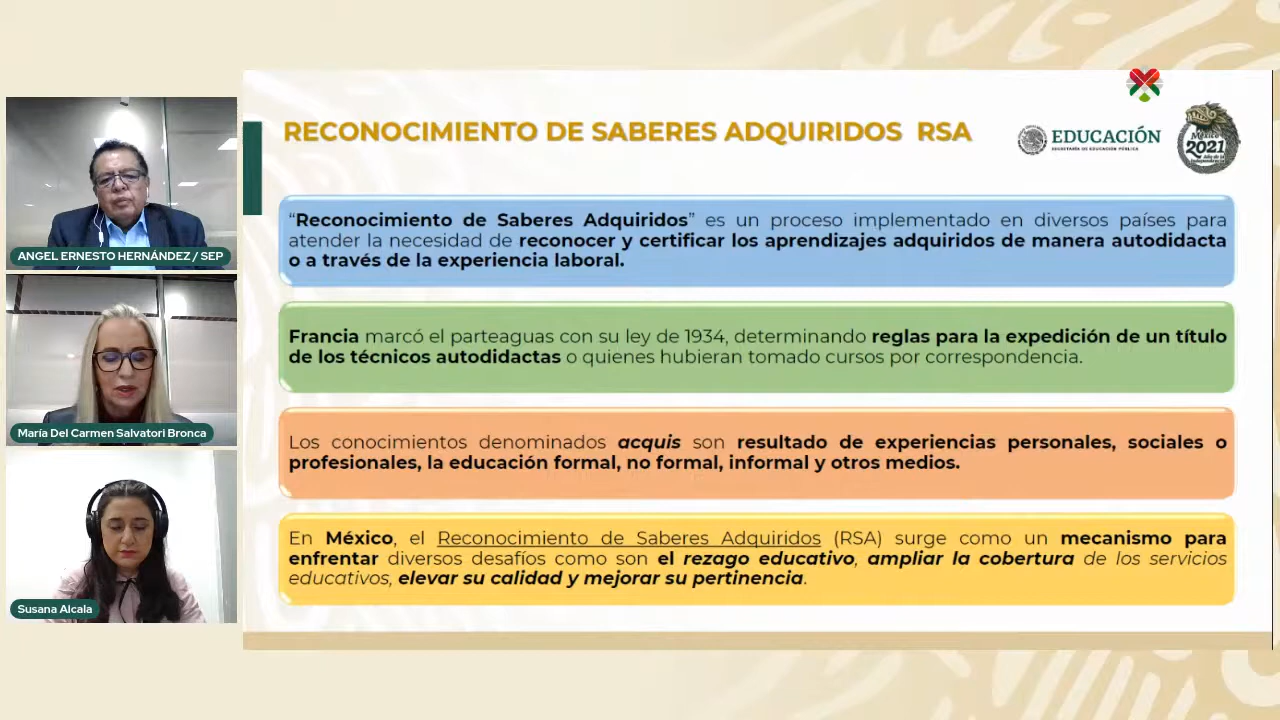 RECONOCIMIENTO DE SABERES ADQUIRIDOS RSA
EDUCACIÓN
SECRETARÍA DE EDUCACIÓN PÚBLICA
México
2021
Año de la
Independencia
“Reconocimiento de Saberes Adquiridos” es un proceso implementado en diversos países para
atender la necesidad de reconocer y certificar los aprendizajes adquiridos de manera autodidacta
o a través de la experiencia laboral.
Francia marcó el parteaguas con su ley de 1934, determinando reglas para la expedición de un título
de los técnicos autodidactas o quienes hubieran tomado cursos por correspondencia.
Los conocimientos denominados acquis son resultado de experiencias personales, sociales o
profesionales, la educación formal, no formal, informal y otros medios.
En México, el Reconocimiento de Saberes Adquiridos (RSA) surge como un mecanismo para
enfrentar diversos desafíos como son el rezago educativo, ampliar la cobertura de los servicios
educativos, elevar su calidad y mejorar su pertinencia.
ANGEL ERNESTO HERNÁNDEZ / SEP
María Del Carmen Salvatori Bronca
Susana Alcala